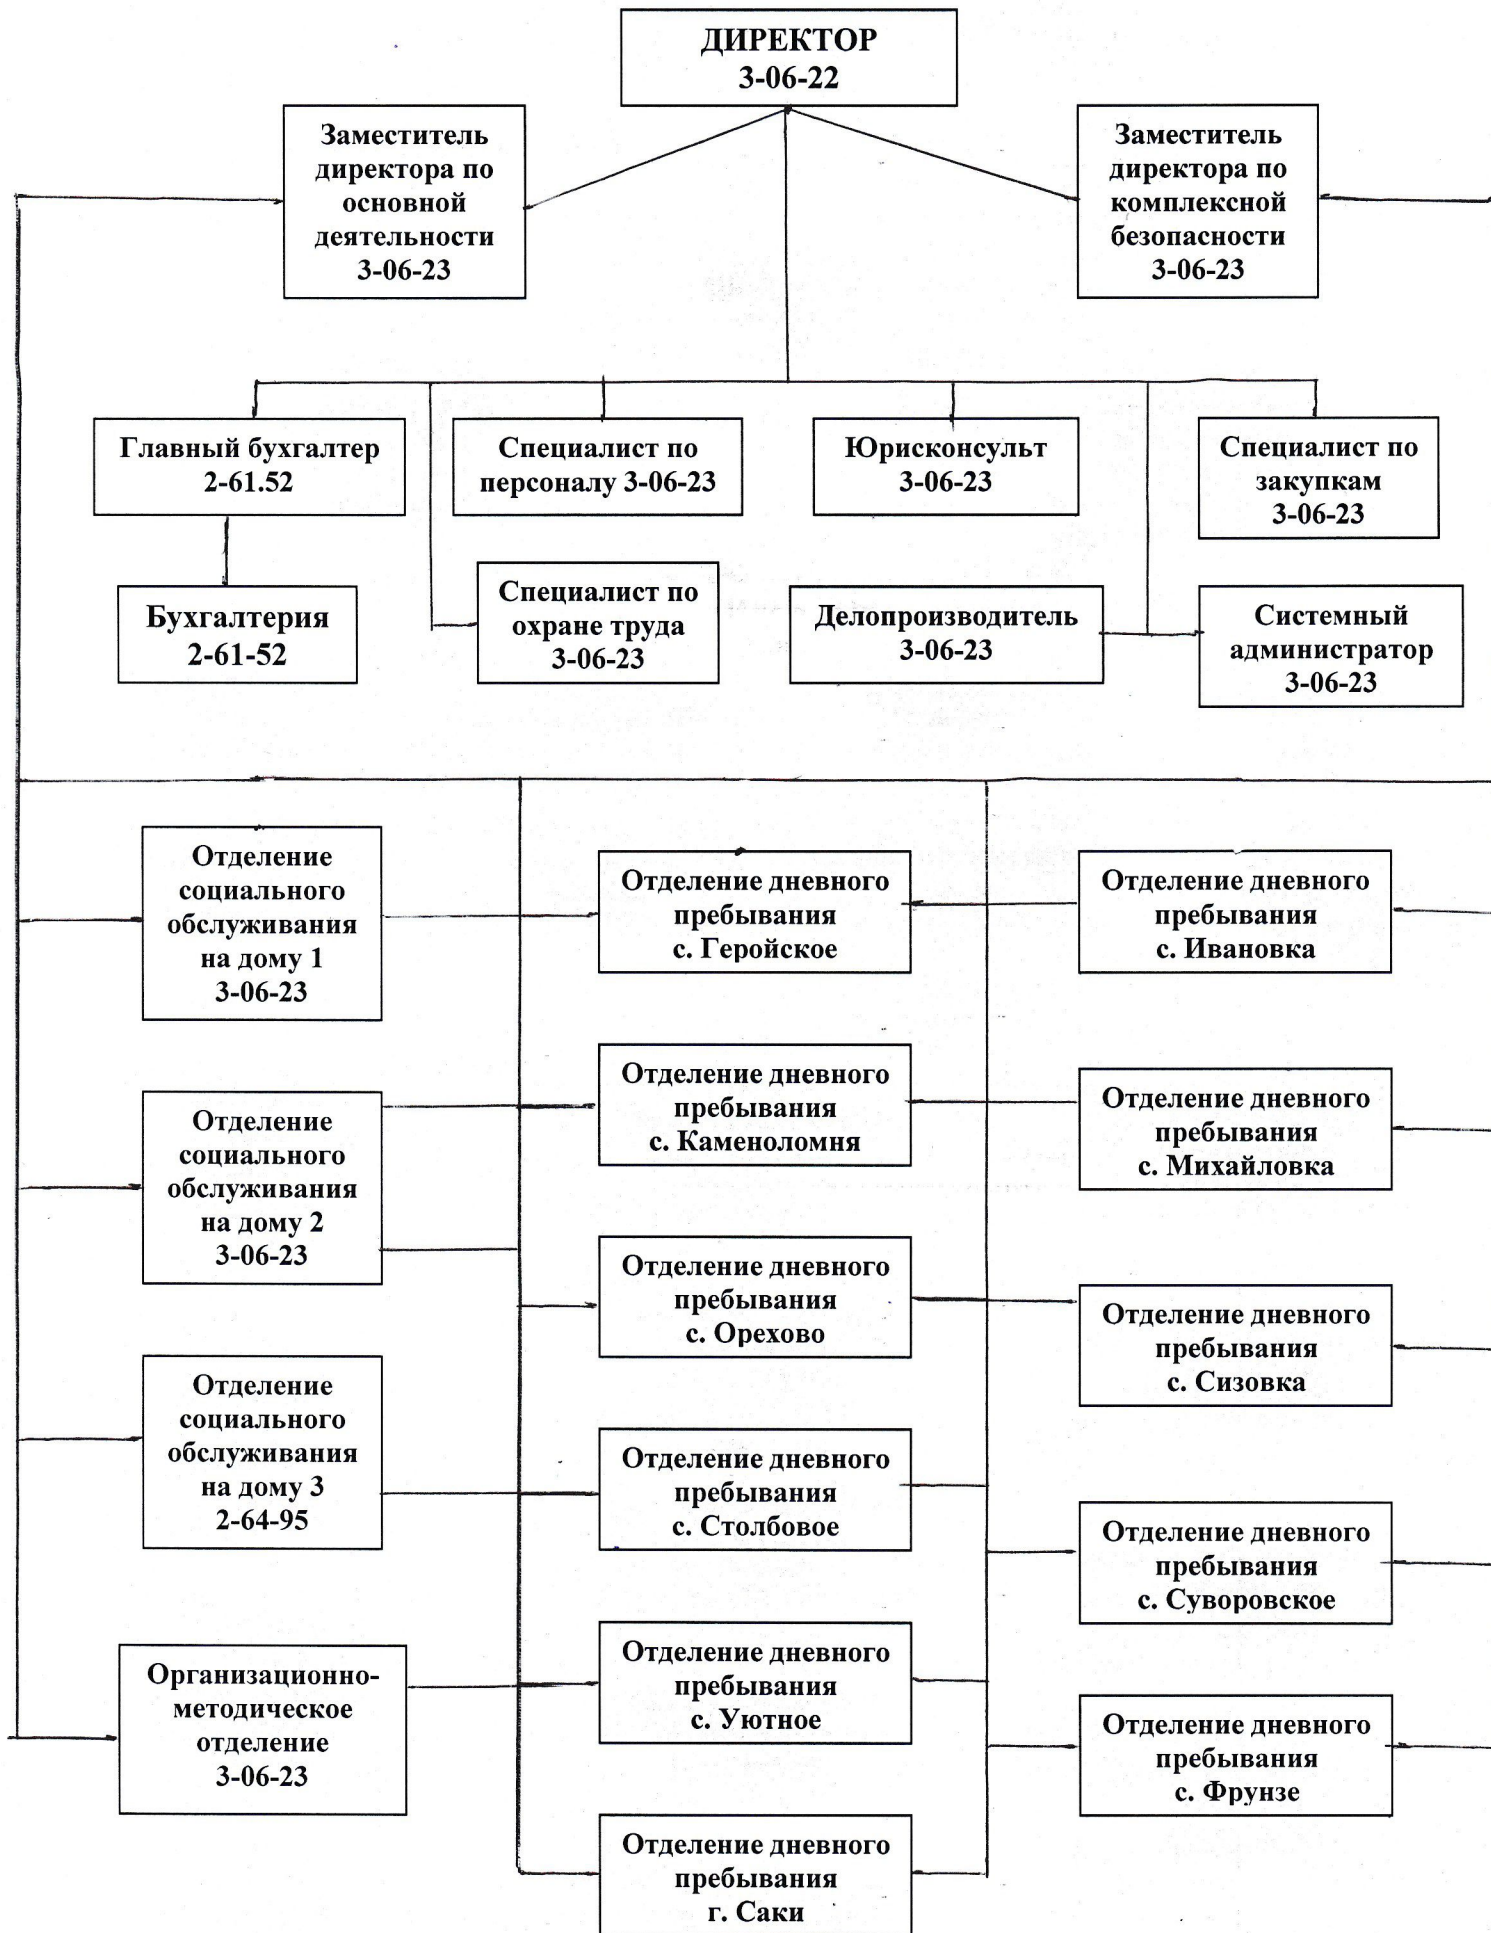 ДИРЕКТОР
3-06-22
Заместитель
директора по
основной
деятельности
3-06-23
Заместитель
директора по
комплексной
безопасности
3-06-23
Главный бухгалтер
2-61.52
Специалист по
персоналу 3-06-23
Юрисконсульт
3-06-23
Специалист по
закупкам
3-06-23
Бухгалтерия
2-61-52
Специалист по
охране труда
3-06-23
Делопроизводитель
3-06-23
Системный
администратор
3-06-23
Отделение
социального
обслуживания
на дому 1
3-06-23
Отделение дневного
пребывания
с. Геройское
Отделение дневного
пребывания
с. Ивановка
Отделение
социального
обслуживания
на дому 2
3-06-23
Отделение дневного
пребывания
с. Каменоломня
Отделение дневного
пребывания
с. Михайловка
Отделение дневного
пребывания
с. Орехово
Отделение дневного
пребывания
с. Сизовка
Отделение
социального
обслуживания
на дому 3
2-64-95
Отделение дневного
пребывания
с. Столбовое
Отделение дневного
пребывания
с. Суворовское
Организационно-
методическое
отделение
3-06-23
Отделение дневного
пребывания
с. Уютное
Отделение дневного
пребывания
с. Фрунзе
Отделение дневного
пребывания
г. Саки